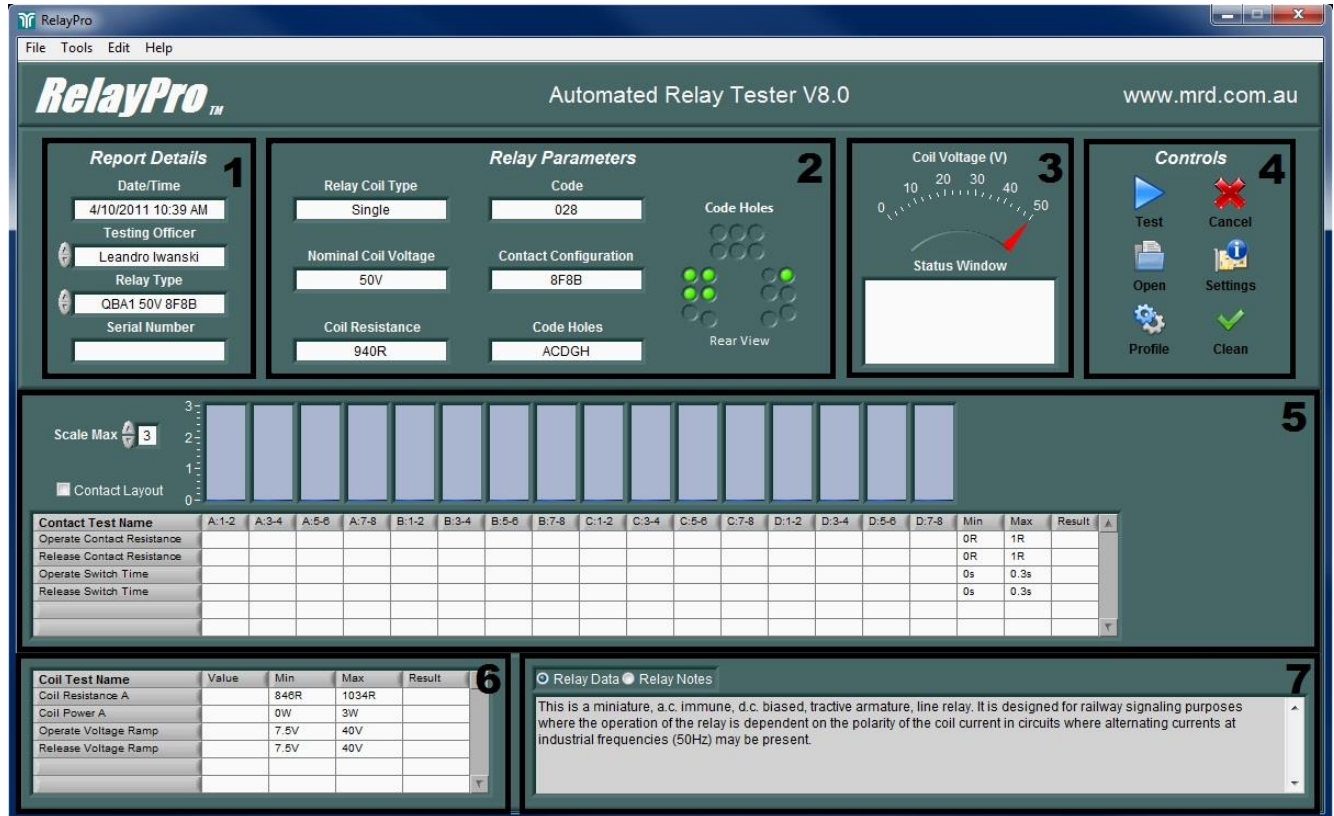 RelayPro
File Tools Edit Help
RelayPro TM
Automated Relay Tester V8.0
www.mrd.com.au
Report Details
1
Date/Time
4/10/2011 10:39 AM
Testing Officer
Leandro Iwanski
Relay Type
QBA1 50V 8F8B
Serial Number
Relay Parameters
2
Relay Coil Type
Single
Code
028
Nominal Coil Voltage
50V
Contact Configuration
8F8B
Coil Resistance
940R
Code Holes
ACDGH
Code Holes
Rear View
Coil Voltage (V)
3
0 10 20 30 40 50
Status Window
Controls
4
Test Cancel
Open Settings
Profile Clean
5
Scale Max 3
3
2
1
0
Contact Layout
Contact Test Name A:1-2 A:3-4 A:5-6 A:7-8 B:1-2 B:3-4 B:5-6 B:7-8 C:1-2 C:3-4 C:5-6 C:7-8 D:1-2 D:3-4 D:5-6 D:7-8 Min Max Result
Operate Contact Resistance 0R 1R
Release Contact Resistance 0R 1R
Operate Switch Time 0s 0.3s
Release Switch Time 0s 0.3s
6
Coil Test Name Value Min Max Result
Coil Resistance A 846R 1034R
Coil Power A 0W 3W
Operate Voltage Ramp 7.5V 40V
Release Voltage Ramp 7.5V 40V
7
Relay Data Relay Notes
This is a miniature, a.c. immune, d.c. biased, tractive armature, line relay. It is designed for railway signaling purposes
where the operation of the relay is dependent on the polarity of the coil current in circuits where alternating currents at
industrial frequencies (50Hz) may be present.